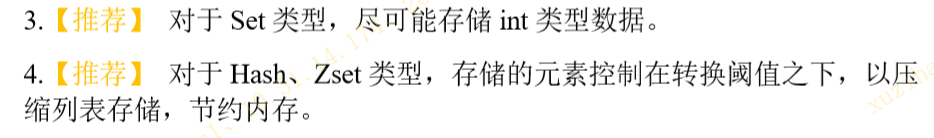 3.【推荐】 对于 Set 类型，尽可能存储 int 类型数据。
4.【推荐】 对于 Hash、Zset 类型，存储的元素控制在转换阈值之下，以压
缩列表存储，节约内存。